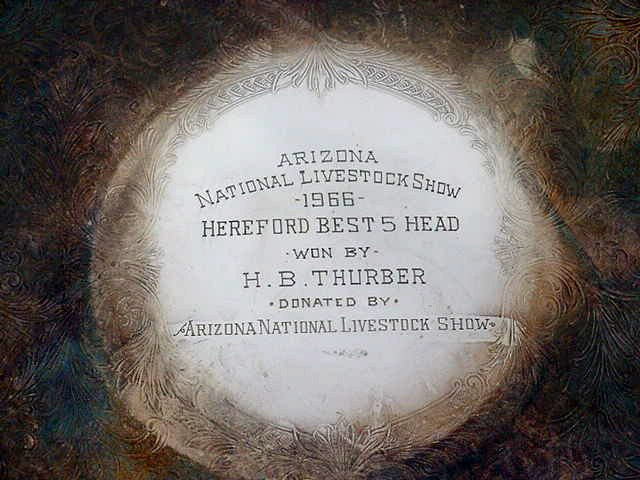 ARIZONA
NATIONAL LIVESTOCK SHOW
-1966-
HEREFORD BEST 5 HEAD
·WON BY·
H. B. THURBER
·DONATED BY·
ARIZONA NATIONAL LIVESTOCK SHOW